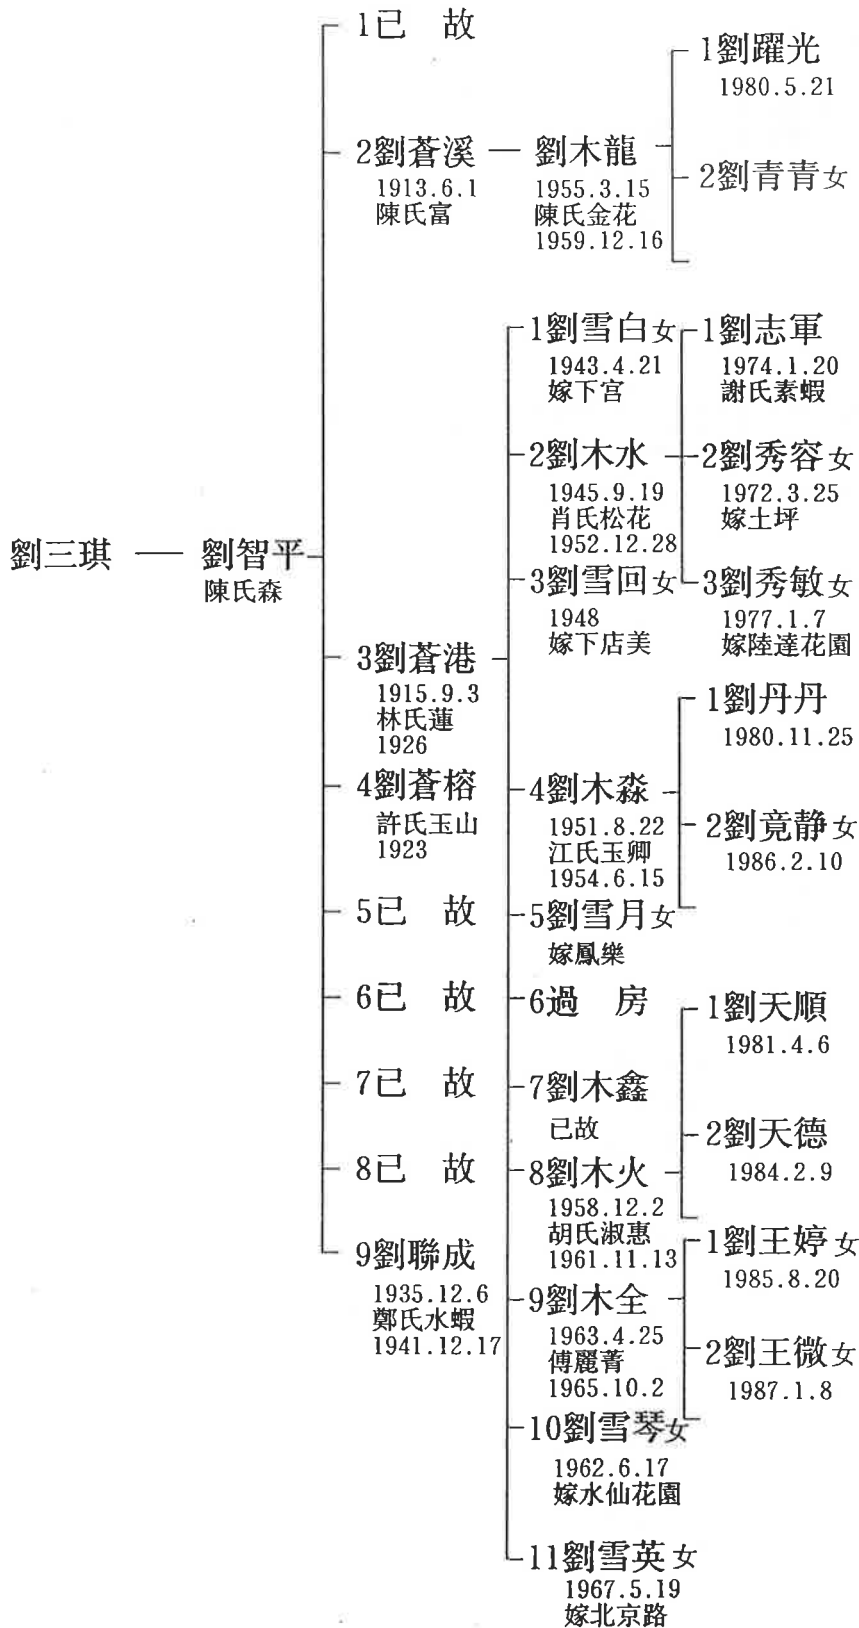 劉三琪
劉智平
陳氏森
1已 故
2劉蒼溪
1913.6.1
陳氏富
3劉蒼港
1915.9.3
林氏蓮
1926
4劉蒼榕
許氏玉山
1923
5已 故
6已 故
7已 故
8已 故
9劉聯成
1935.12.6
鄭氏水蝦
1941.12.17
劉木龍
1955.3.15
陳氏金花
1959.12.16
1劉雪白女
1943.4.21
嫁下宫
2劉木水
1945.9.19
肖氏松花
1952.12.28
3劉雪回女
1948
嫁下店美
4劉木淼
1951.8.22
江氏玉卿
1954.6.15
5劉雪月女
嫁鳳樂
6過 房
7劉木鑫
已故
8劉木火
1958.12.2
胡氏淑惠
1961.11.13
9劉木全
1963.4.25
傅麗菁
1965.10.2
10劉雪琴女
1962.6.17
嫁水仙花園
11劉雪英女
1967.5.19
嫁北京路
1劉躍光
1980.5.21
2劉青青女
1劉志軍
1974.1.20
謝氏素蝦
2劉秀容女
1972.3.25
嫁土坪
3劉秀敏女
1977.1.7
嫁陸達花園
1劉丹丹
1980.11.25
2劉竟静女
1986.2.10
1劉天順
1981.4.6
2劉天德
1984.2.9
1劉王婷女
1985.8.20
2劉王微女
1987.1.8